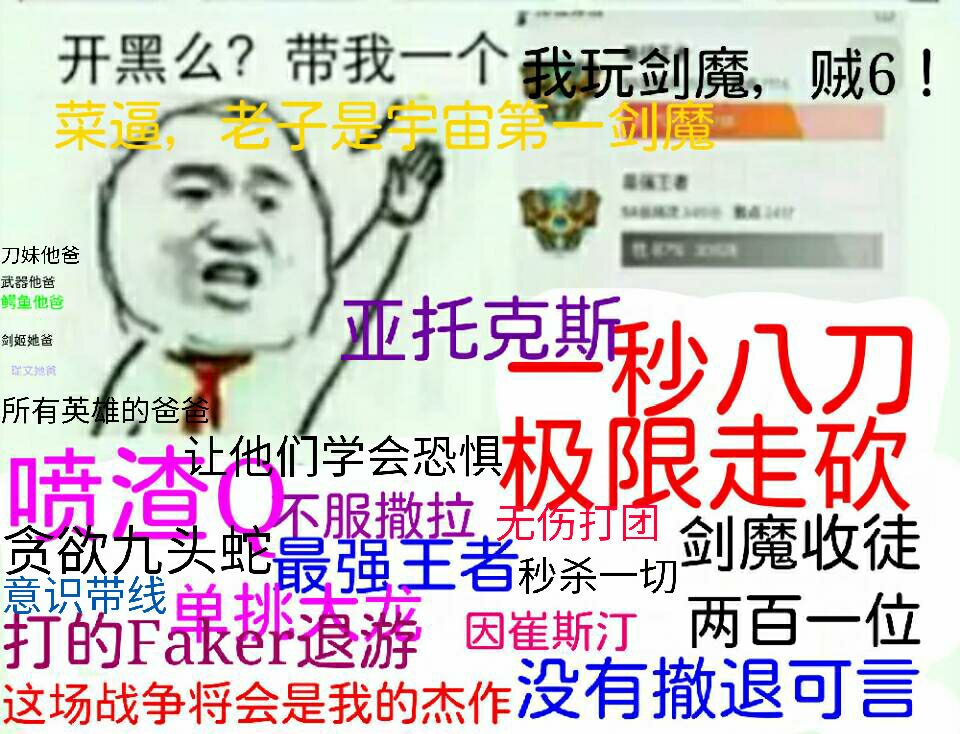 开黑么？带我一个
我玩剑魔，贼6！
菜逼，老子是宇宙第一剑魔
最强王者
刀妹他爸
武器他爸
鳄鱼他爸
剑姬她爸
瑞文她爸
所有英雄的爸爸
亚托克斯
一秒八刀
极限走砍
让他们学会恐惧
喷渣Q
不服撒拉
无伤打团
剑魔收徒
贪欲九头蛇
最强王者
秒杀一切
意识带线
单挑大龙
因崔斯汀
两百一位
打的Faker退游
这场战争将会是我的杰作
没有撤退可言